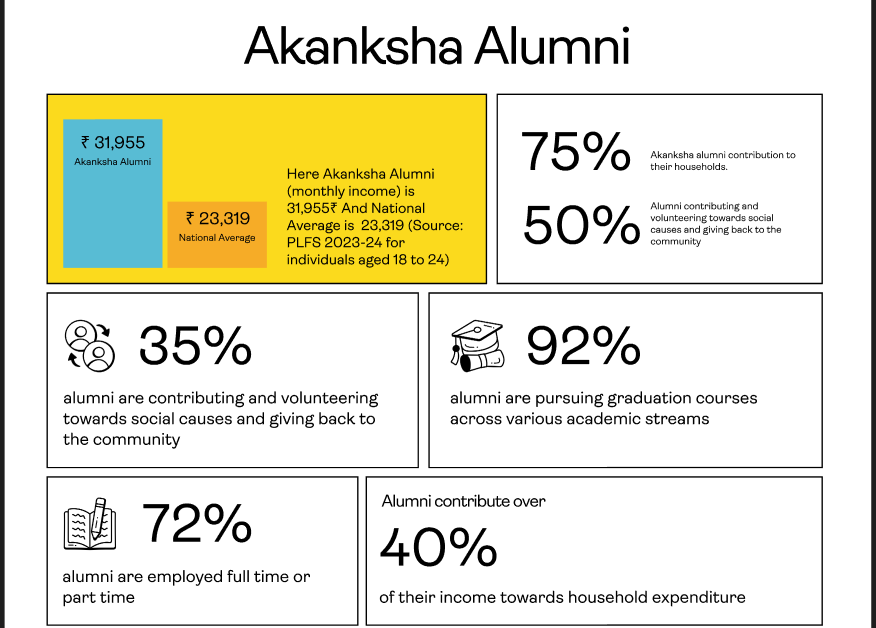 Akanksha Alumni
₹ 31,955
Akanksha Alumni
₹ 23,319
National Average
Here Akanksha Alumni
(monthly income) is
31,955₹ And National
Average is 23,319 (Source:
PLFS 2023-24 for
individuals aged 18 to 24)
75%
Akanksha alumni contribution to
their households.
50%
Alumni contributing and
volunteering towards social
causes and giving back to the
community
35%
alumni are contributing and volunteering
towards social causes and giving back to
the community
92%
alumni are pursuing graduation courses
across various academic streams
72%
alumni are employed full time or
part time
Alumni contribute over
40%
of their income towards household expenditure